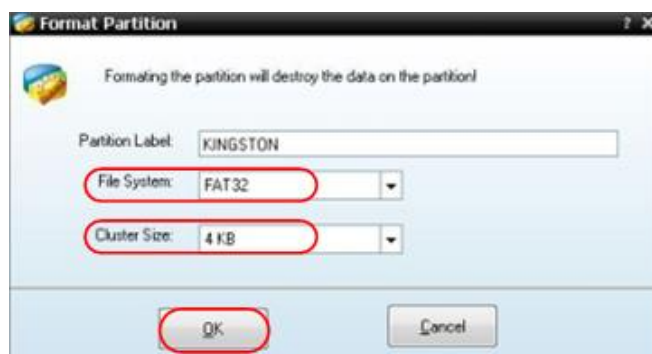 Format Partition ? X
Formating the partition will destroy the data on the partition!
Partition Label: KINGSTON
File System: FAT32
Cluster Size: 4 KB
OK Cancel